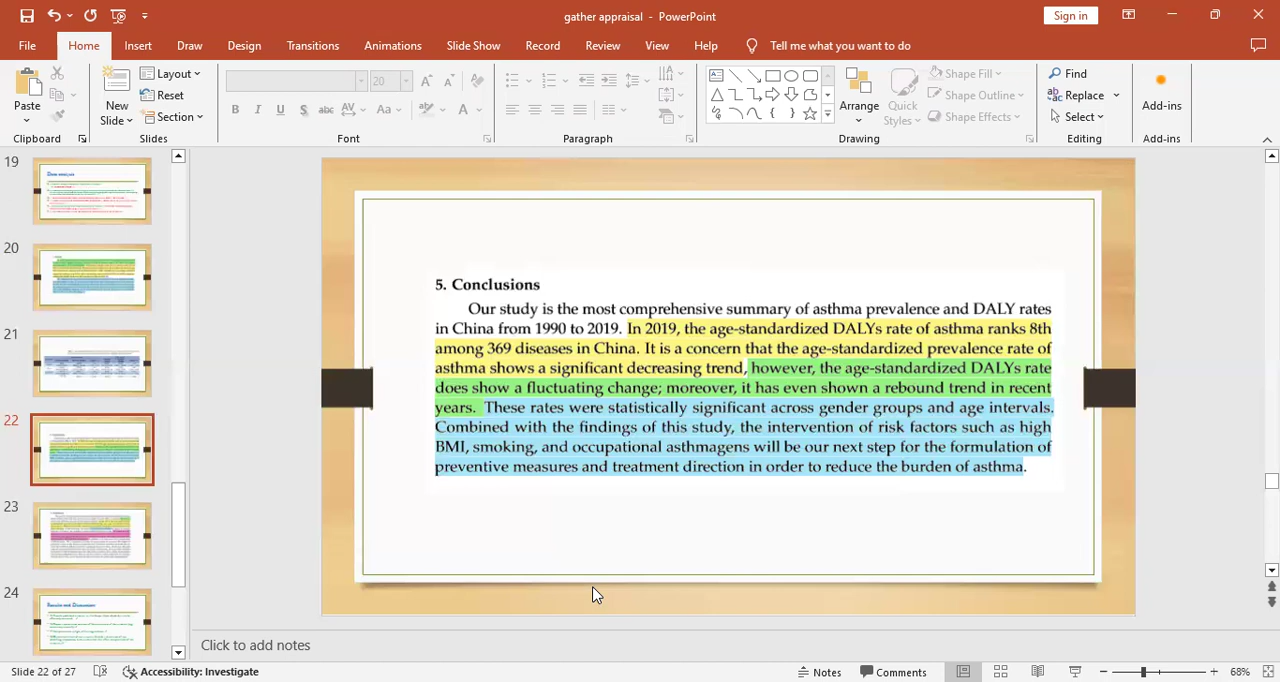 gather appraisal - PowerPoint
Sign in
File Home Insert Draw Design Transitions Animations Slide Show Record Review View Help Tell me what you want to do
Paste
Clipboard
New Slide
Layout
Reset
Section
Slides
20
Font
Paragraph
Arrange
Quick Styles
Shape Fill
Shape Outline
Shape Effects
Drawing
Find
Replace
Select
Editing
Add-ins
Add-ins
19
20
21
22
23
24
Results and Discussion
5. Conclusions
Our study is the most comprehensive summary of asthma prevalence and DALY rates
in China from 1990 to 2019. In 2019, the age-standardized DALYs rate of asthma ranks 8th
among 369 diseases in China. It is a concern that the age-standardized prevalence rate of
asthma shows a significant decreasing trend, however, the age-standardized DALYs rate
does show a fluctuating change; moreover, it has even shown a rebound trend in recent
years. These rates were statistically significant across gender groups and age intervals.
Combined with the findings of this study, the intervention of risk factors such as high
BMI, smoking, and occupational asthmagens will be our next step for the formulation of
preventive measures and treatment direction in order to reduce the burden of asthma.
Click to add notes
Slide 22 of 27
Accessibility: Investigate
Notes
Comments
68%